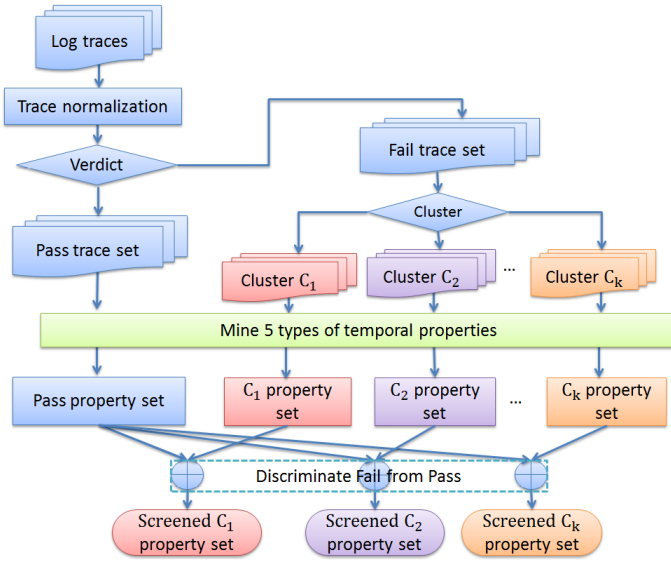 Log traces
Trace normalization
Verdict
Fail trace set
Cluster
Pass trace set
Cluster C1
Cluster C2
...
Cluster Ck
Mine 5 types of temporal properties
Pass property set
C1 property
set
C2 property
set
...
Ck property
set
Discriminate Fail from Pass
Screened C1
property set
Screened C2
property set
Screened Ck
property set